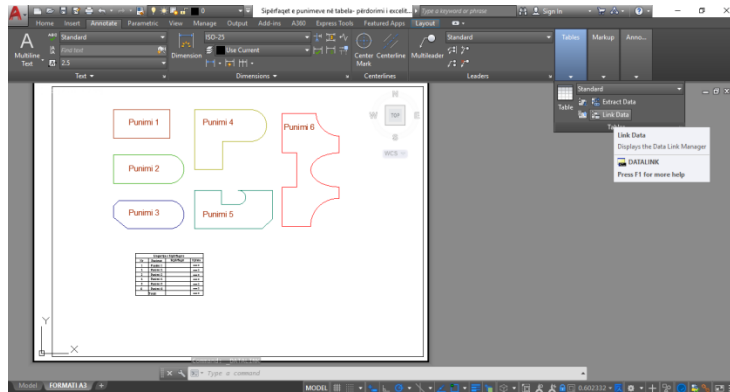 Sipërfaqet e punimeve në tabela- përdorimi i excelit...
Type a keyword or phrase
Sign In
Home Insert Annotate Parametric View Manage Output Add-ins A360 Express Tools Featured Apps Layout
Multiline Text
Standard
Find text
2.5
Text
Dimension
ISO-25
Use Current
Dimensions
Center Mark
Centerline
Centerlines
Multileader
Standard
Leaders
Tables
Markup
Anno...
Standard
Table
Extract Data
Link Data
Link Data
Displays the Data Link Manager
DATALINK
Press F1 for more help
N
W
TOP
E
S
WCS
Punimi 1
Punimi 4
Punimi 6
Punimi 2
Punimi 3
Punimi 5
Y
X
Type a command
Model FORMATI A3 +
MODEL
0.602332